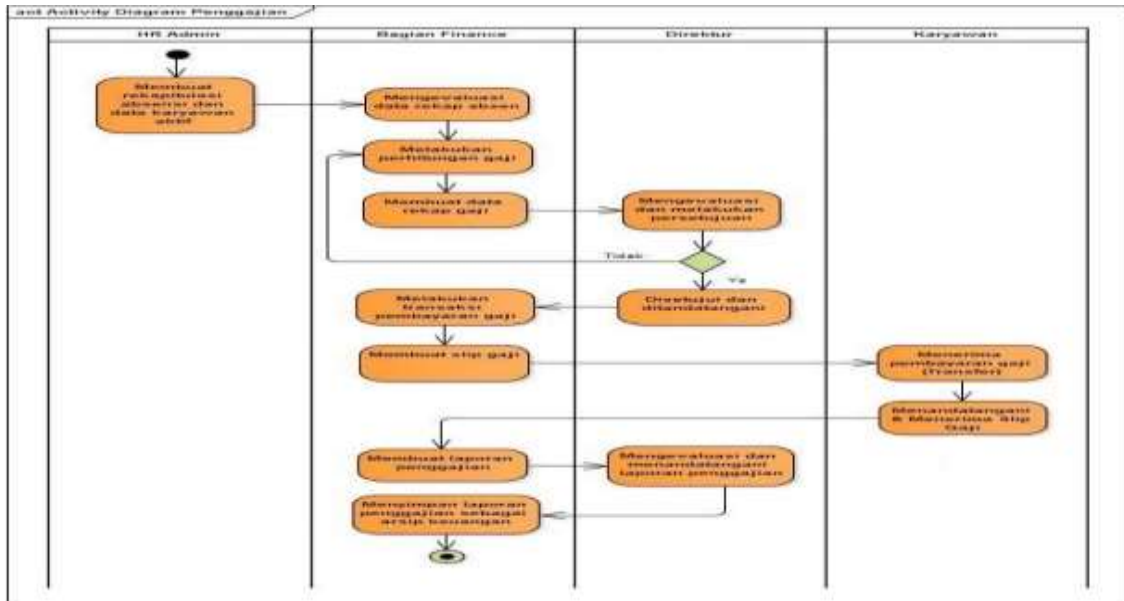 act Activity Diagram Penggajian
HR Admin
Bagian Finance
Direktur
Karyawan
Membuat
rekapitulasi
absensi dan
data karyawan
aktif
Mengevaluasi
data rekap absen
Melakukan
perhitungan gaji
Membuat data
rekap gaji
Mengevaluasi
dan melakukan
persetujuan
Tidak
Ya
Disetujui dan
ditandatangani
Melakukan
transaksi
pembayaran gaji
Membuat slip gaji
Menerima
pembayaran gaji
(Transfer)
Menandatangani
& Menerima Slip
Gaji
Membuat laporan
penggajian
Mengevaluasi dan
menandatangani
laporan penggajian
Menyimpan laporan
penggajian sebagai
arsip keuangan